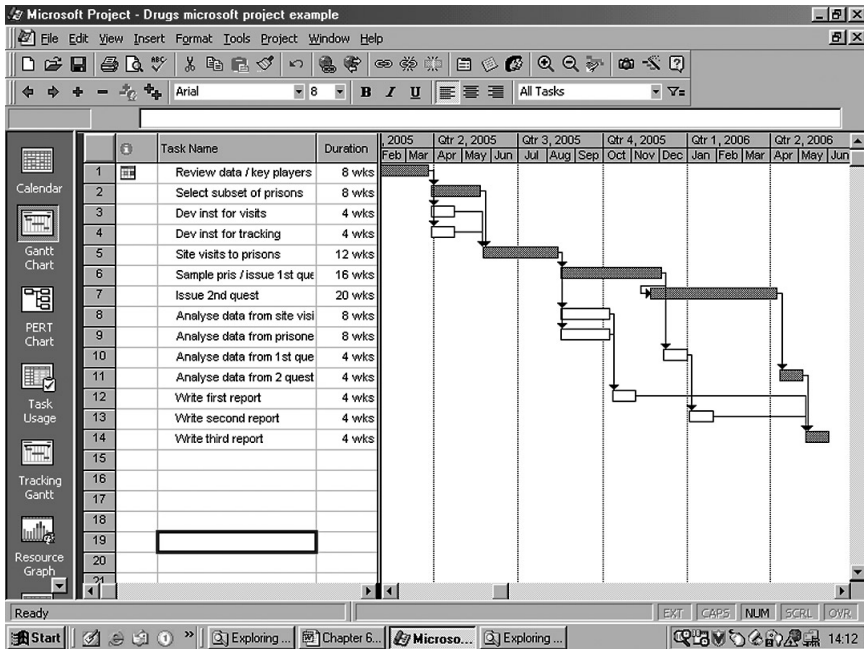 Microsoft Project - Drugs microsoft project example
File Edit View Insert Format Tools Project Window Help
Arial 8 B I U All Tasks
Task Name Duration , 2005 Qtr 2, 2005 Qtr 3, 2005 Qtr 4, 2005 Qtr 1, 2006 Qtr 2, 2006
Feb Mar Apr May Jun Jul Aug Sep Oct Nov Dec Jan Feb Mar Apr May Jun
1 Review data / key players 8 wks
2 Select subset of prisons 8 wks
3 Dev inst for visits 4 wks
4 Dev inst for tracking 4 wks
5 Site visits to prisons 12 wks
6 Sample pris / issue 1st que 16 wks
7 Issue 2nd quest 20 wks
8 Analyse data from site visi 8 wks
9 Analyse data from prisone 8 wks
10 Analyse data from 1st que 4 wks
11 Analyse data from 2 quest 4 wks
12 Write first report 4 wks
13 Write second report 4 wks
14 Write third report 4 wks
15
16
17
18
19
20
21
Calendar
Gantt
Chart
PERT
Chart
Task
Usage
Tracking
Gantt
Resource
Graph
Ready EXT CAPS NUM SCRL OVR
Start Exploring ... Chapter 6... Microso... Exploring ... 14:12